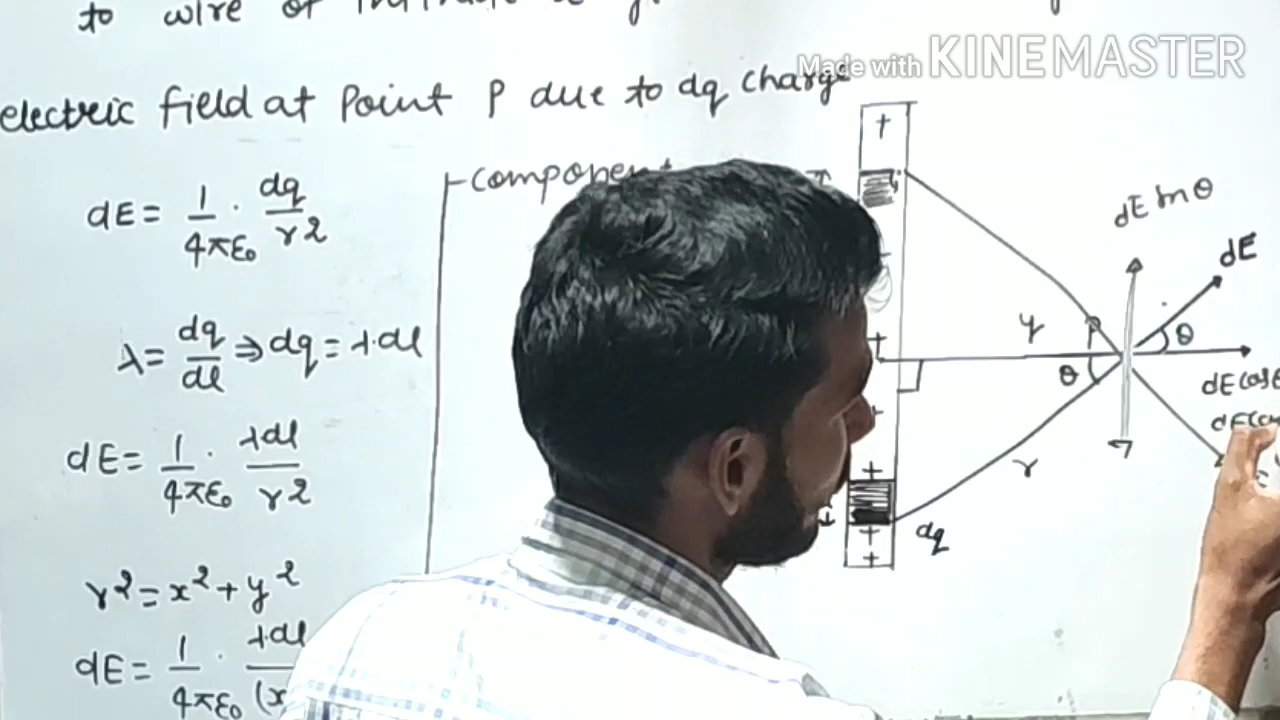 to wire of
Made with KINEMASTER
electric field at Point P due to dq charge
dE = 1/4πε₀ · dq/r²
component
λ = dq/dl ⇒ dq = λ·dl
dE = 1/4πε₀ · λdl/r²
r² = x² + y²
dE = 1/4πε₀ · λdl/(x
+
+
+
+
+
+
+
y
θ
r
dq
dE sinθ
dE
θ
dE cosθ